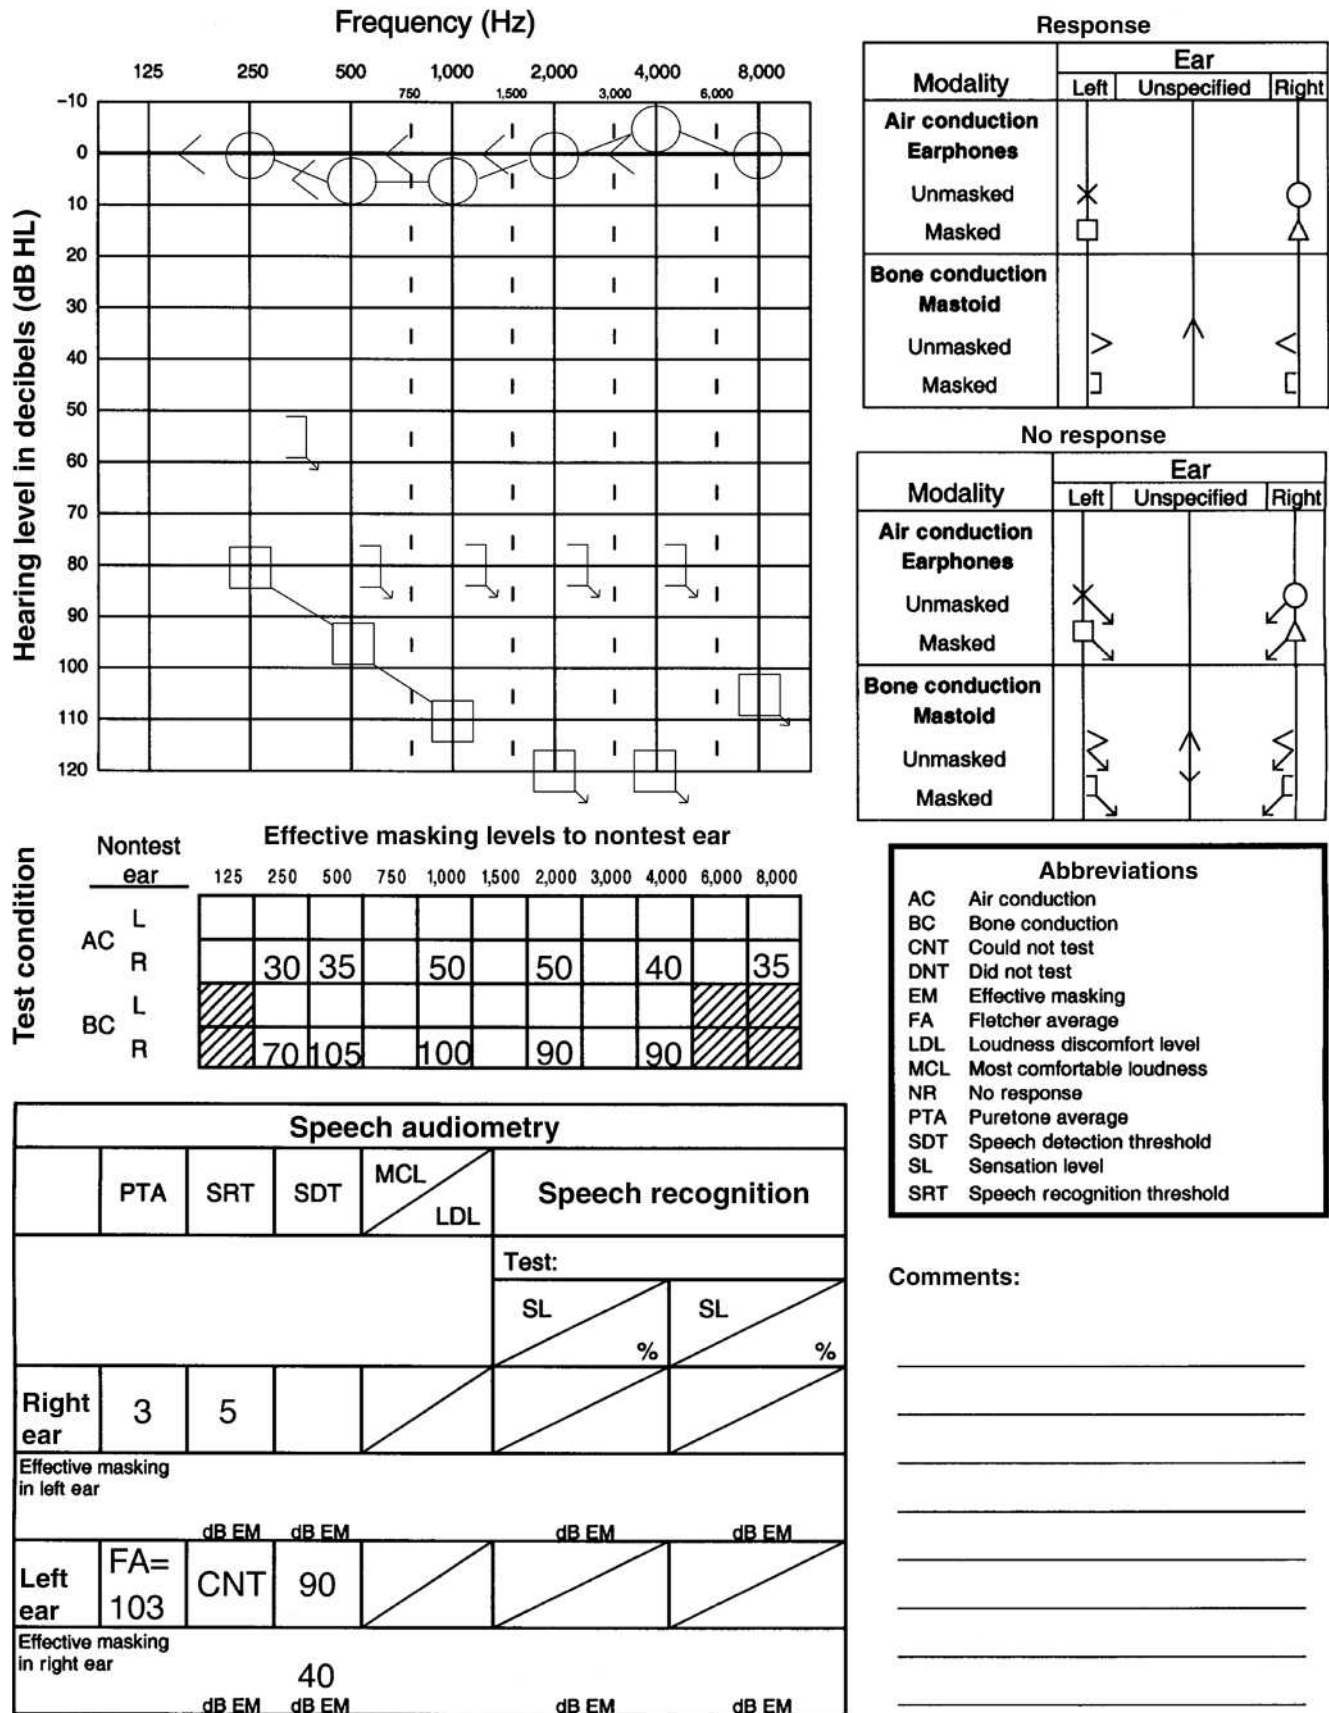 Frequency (Hz)
125 250 500 1,000 2,000 4,000 8,000
750 1,500 3,000 6,000
Hearing level in decibels (dB HL)
-10
0
10
20
30
40
50
60
70
80
90
100
110
120
Response
Modality
Ear
Left Unspecified Right
Air conduction
Earphones
Unmasked
Masked
Bone conduction
Mastoid
Unmasked
Masked
No response
Modality
Ear
Left Unspecified Right
Air conduction
Earphones
Unmasked
Masked
Bone conduction
Mastoid
Unmasked
Masked
Test condition
Nontest
ear
Effective masking levels to nontest ear
125 250 500 750 1,000 1,500 2,000 3,000 4,000 6,000 8,000
AC
L
R 30 35 50 50 40 35
BC
L
R 70 105 100 90 90
Abbreviations
AC Air conduction
BC Bone conduction
CNT Could not test
DNT Did not test
EM Effective masking
FA Fletcher average
LDL Loudness discomfort level
MCL Most comfortable loudness
NR No response
PTA Puretone average
SDT Speech detection threshold
SL Sensation level
SRT Speech recognition threshold
Speech audiometry
PTA SRT SDT MCL LDL Speech recognition
Test:
SL % SL %
Right
ear
3 5
Effective masking
in left ear
dB EM dB EM dB EM dB EM
Left
ear
FA=
103
CNT 90
Effective masking
in right ear
40
dB EM dB EM dB EM dB EM
Comments: